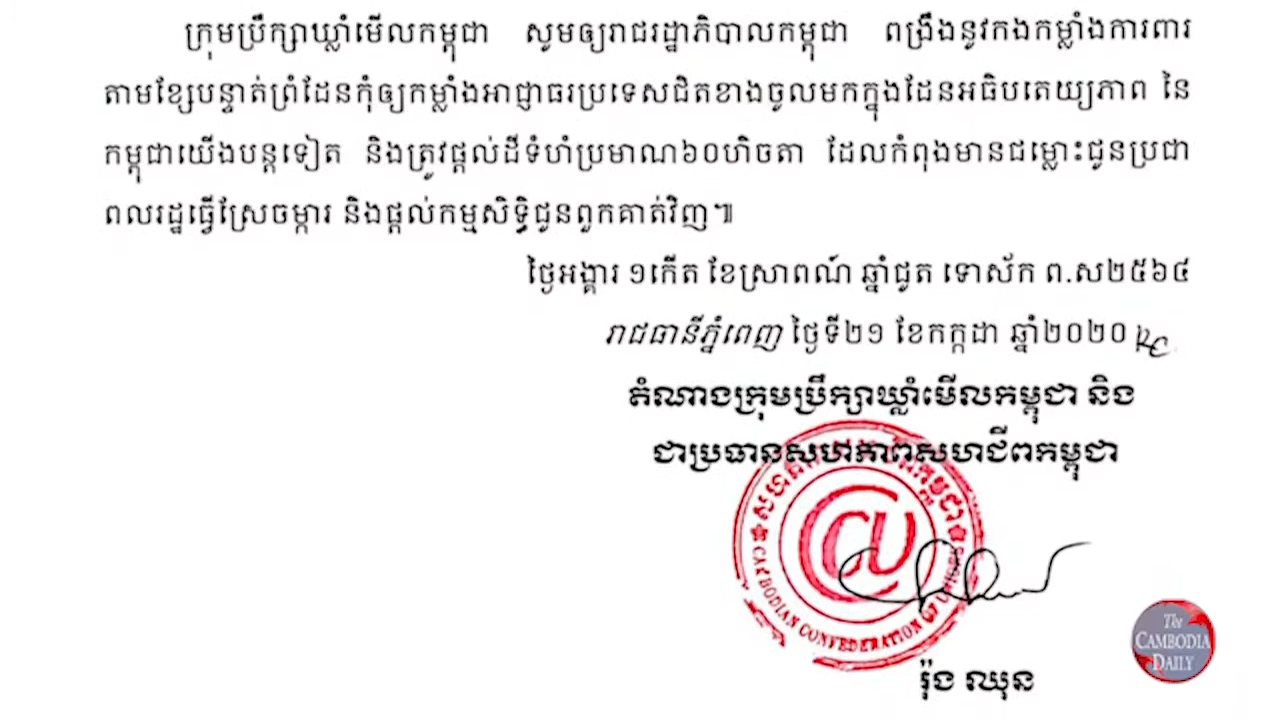 ក្រុមប្រឹក្សាឃ្លាំមើលកម្ពុជា សូមឲ្យរាជរដ្ឋាភិបាលកម្ពុជា ពង្រឹងនូវកងកម្លាំងការពារ
តាមខ្សែបន្ទាត់ព្រំដែនកុំឲ្យកម្លាំងអាជ្ញាធរប្រទេសជិតខាងចូលមកក្នុងដែនអធិបតេយ្យភាព នៃ
កម្ពុជាយើងបន្តទៀត និងត្រូវផ្តល់ដីទំហំប្រមាណ៦០ហិចតា ដែលកំពុងមានជម្លោះជូនប្រជា
ពលរដ្ឋធ្វើស្រែចម្ការ និងផ្តល់កម្មសិទ្ធិជូនពួកគាត់វិញ៕
ថ្ងៃអង្គារ ១កើត ខែស្រាពណ៍ ឆ្នាំជូត ទោស័ក ព.ស២៥៦៤
រាជធានីភ្នំពេញ ថ្ងៃទី២១ ខែកក្កដា ឆ្នាំ២០២០
តំណាងក្រុមប្រឹក្សាឃ្លាំមើលកម្ពុជា និង
ជាប្រធានសហភាពសហជីពកម្ពុជា
CAMBODIAN CONFEDERATION OF UNIONS
រ៉ុង ឈុន
The
CAMBODIA
DAILY